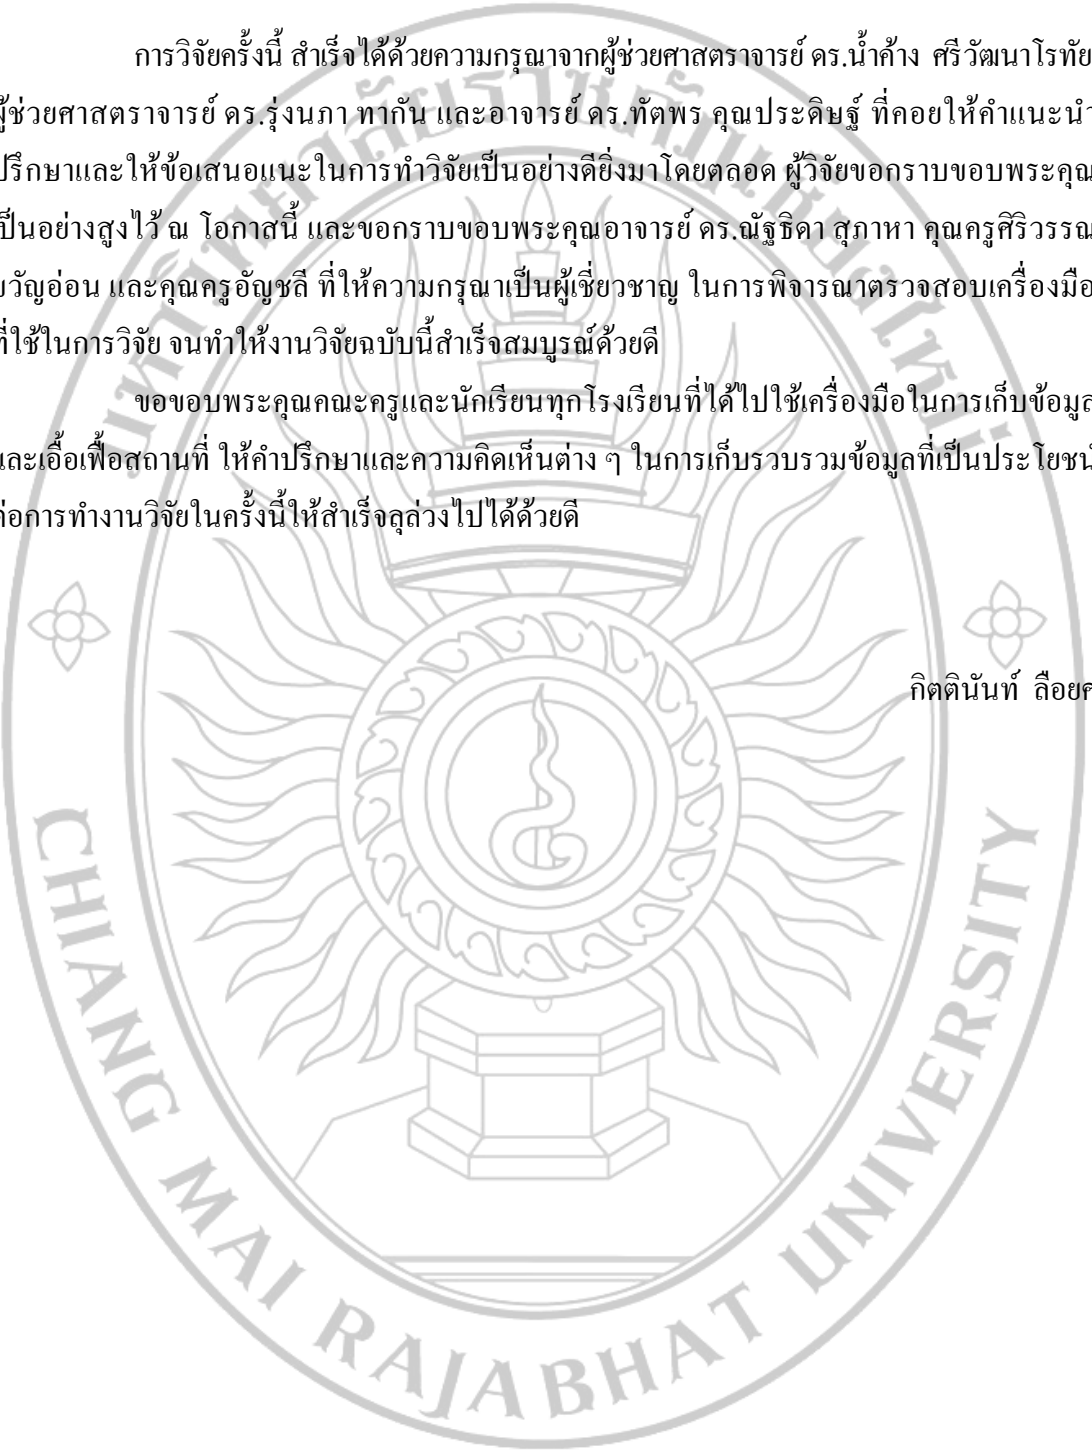 การวิจัยครั้งนี้ สำเร็จได้ด้วยความกรุณาจากผู้ช่วยศาสตราจารย์ ดร.น้ำค้าง ศรีวัฒนาโรทัย
ผู้ช่วยศาสตราจารย์ ดร.รุ่งนภา ทากัน และอาจารย์ ดร.ทัตพร คุณประดิษฐ์ ที่คอยให้คำแนะนำ
ปรึกษาและให้ข้อเสนอแนะในการทำวิจัยเป็นอย่างดียิ่งมาโดยตลอด ผู้วิจัยขอกราบขอบพระคุณ
เป็นอย่างสูงไว้ ณ โอกาสนี้ และขอกราบขอบพระคุณอาจารย์ ดร.ณัฐธิดา สุภาหา คุณครูศิริวรรณ
ขวัญอ่อน และคุณครูอัญชลี ที่ให้ความกรุณาเป็นผู้เชี่ยวชาญ ในการพิจารณาตรวจสอบเครื่องมือ
ที่ใช้ในการวิจัย จนทำให้งานวิจัยฉบับนี้สำเร็จสมบูรณ์ด้วยดี
ขอขอบพระคุณคณะครูและนักเรียนทุกโรงเรียนที่ได้ไปใช้เครื่องมือในการเก็บข้อมูล
และเอื้อเฟื้อสถานที่ ให้คำปรึกษาและความคิดเห็นต่าง ๆ ในการเก็บรวบรวมข้อมูลที่เป็นประโยชน์
ต่อการทำงานวิจัยในครั้งนี้ให้สำเร็จลุล่วงไปได้ด้วยดี
กิตตินันท์
มหาวิทยาลัยราชภัฏเชียงใหม่
CHIANG MAI RAJABHAT UNIVERSITY